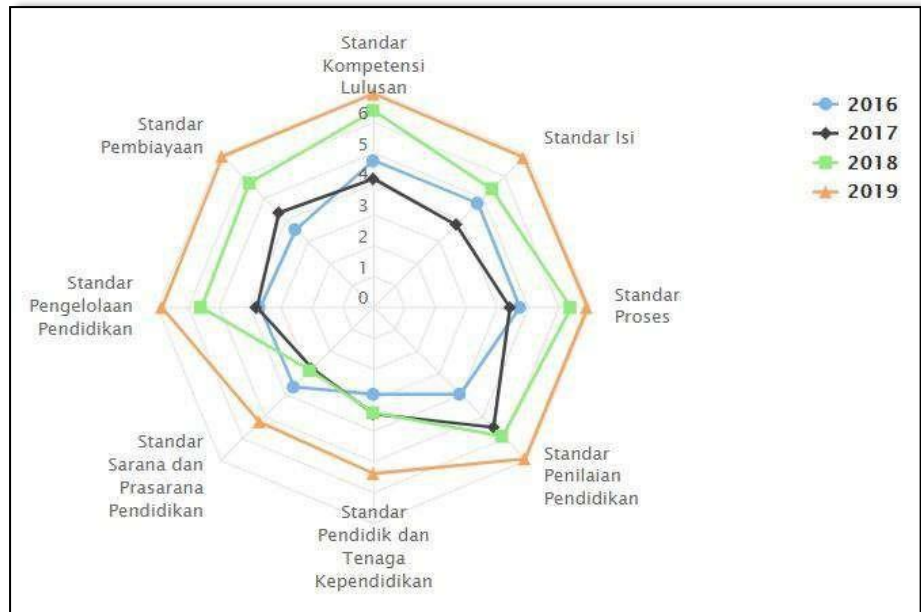 Standar
Kompetensi
Lulusan
Standar Isi
Standar
Proses
Standar
Penilaian
Pendidikan
Standar
Pendidik dan
Tenaga
Kependidikan
Standar
Sarana dan
Prasarana
Pendidikan
Standar
Pengelolaan
Pendidikan
Standar
Pembiayaan
6
5
4
3
2
1
0
2016
2017
2018
2019